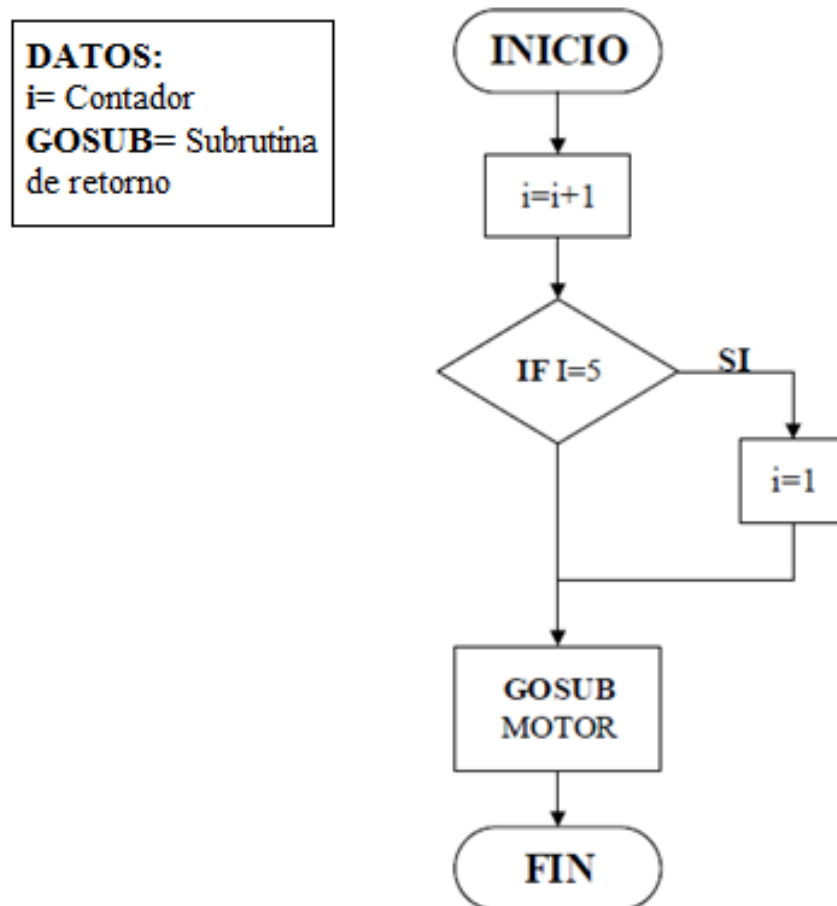 DATOS:
i= Contador
GOSUB= Subrutina
de retorno
INICIO
i=i+1
IF I=5
SI
i=1
GOSUB
MOTOR
FIN